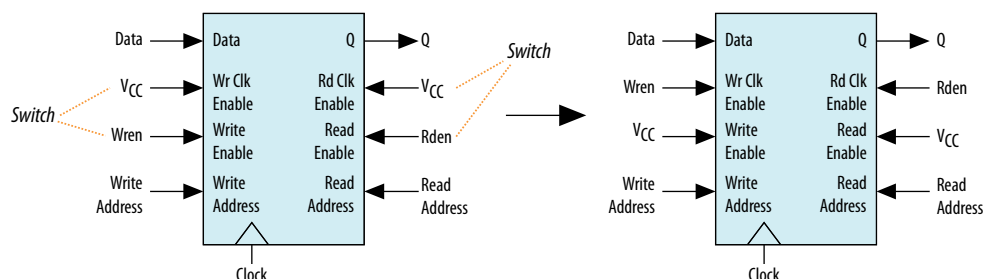 Data
Data
Q
Q
Switch
VCC
Wren
Write
Address
Wr Clk
Enable
Write
Enable
Write
Address
Rd Clk
Enable
Read
Enable
Read
Address
VCC
Rden
Read
Address
Switch
Clock
Data
Data
Q
Q
Wren
VCC
Write
Address
Wr Clk
Enable
Write
Enable
Write
Address
Rd Clk
Enable
Read
Enable
Read
Address
Rden
VCC
Read
Address
Clock